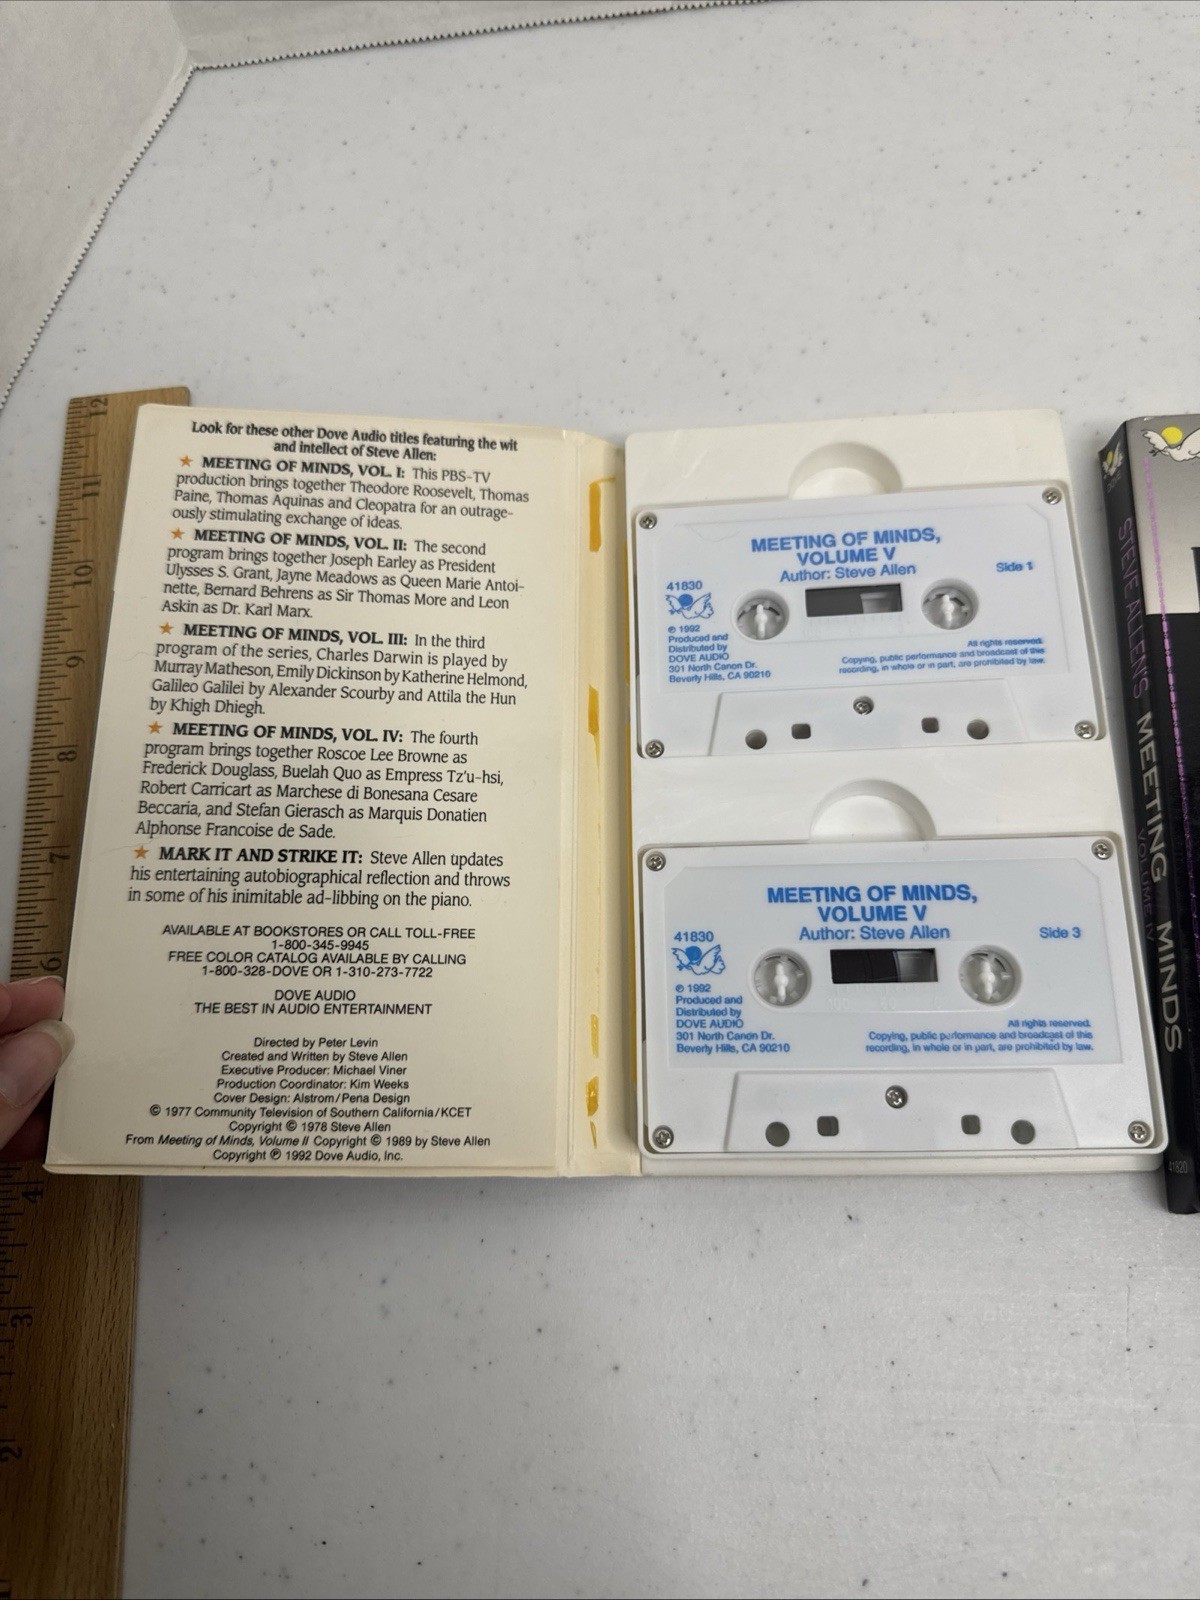 Look for these other Dove Audio titles featuring the wit
and intellect of Steve Allen:
★ MEETING OF MINDS, VOL. I: This PBS-TV
production brings together Theodore Roosevelt, Thomas
Paine, Thomas Aquinas and Cleopatra for an outrage-
ously stimulating exchange of ideas.
★ MEETING OF MINDS, VOL. II: The second
program brings together Joseph Earley as President
Ulysses S. Grant, Jayne Meadows as Queen Marie Antoi-
nette, Bernard Behrens as Sir Thomas More and Leon
Askin as Dr. Karl Marx.
★ MEETING OF MINDS, VOL. III: In the third
program of the series, Charles Darwin is played by
Murray Matheson, Emily Dickinson by Katherine Helmond,
Galileo Galilei by Alexander Scourby and Attila the Hun
by Khigh Dhiegh.
★ MEETING OF MINDS, VOL. IV: The fourth
program brings together Roscoe Lee Browne as
Frederick Douglass, Buelah Quo as Empress Tz'u-hsi,
Robert Carricart as Marchese di Bonesana Cesare
Beccaria, and Stefan Gierasch as Marquis Donatien
Alphonse Francoise de Sade.
★ MARK IT AND STRIKE IT: Steve Allen updates
his entertaining autobiographical reflection and throws
in some of his inimitable ad-libbing on the piano.
AVAILABLE AT BOOKSTORES OR CALL TOLL-FREE
1-800-345-9945
FREE COLOR CATALOG AVAILABLE BY CALLING
1-800-328-DOVE OR 1-310-273-7722
DOVE AUDIO
THE BEST IN AUDIO ENTERTAINMENT
Directed by Peter Levin
Created and Written by Steve Allen
Executive Producer: Michael Viner
Production Coordinator: Kim Weeks
Cover Design: Alstrom/Pena Design
© 1977 Community Television of Southern California/KCET
Copyright © 1978 Steve Allen
From Meeting of Minds, Volume II Copyright © 1989 by Steve Allen
Copyright ℗ 1992 Dove Audio, Inc.
MEETING OF MINDS,
VOLUME V
Author: Steve Allen
Side 1
41830
℗ 1992
Produced and
Distributed by
DOVE AUDIO
301 North Canon Dr.
Beverly Hills, CA 90210
All rights reserved.
Copying, public performance and broadcast of this
recording, in whole or in part, are prohibited by law.
MEETING OF MINDS,
VOLUME V
Author: Steve Allen
Side 3
41830
℗ 1992
Produced and
Distributed by
DOVE AUDIO
301 North Canon Dr.
Beverly Hills, CA 90210
All rights reserved.
Copying, public performance and broadcast of this
recording, in whole or in part, are prohibited by law.
STEVE ALLEN'S MEETING OF MINDS
VOLUME IV
41820
12
11
10
9
8
7
6
4
3
2